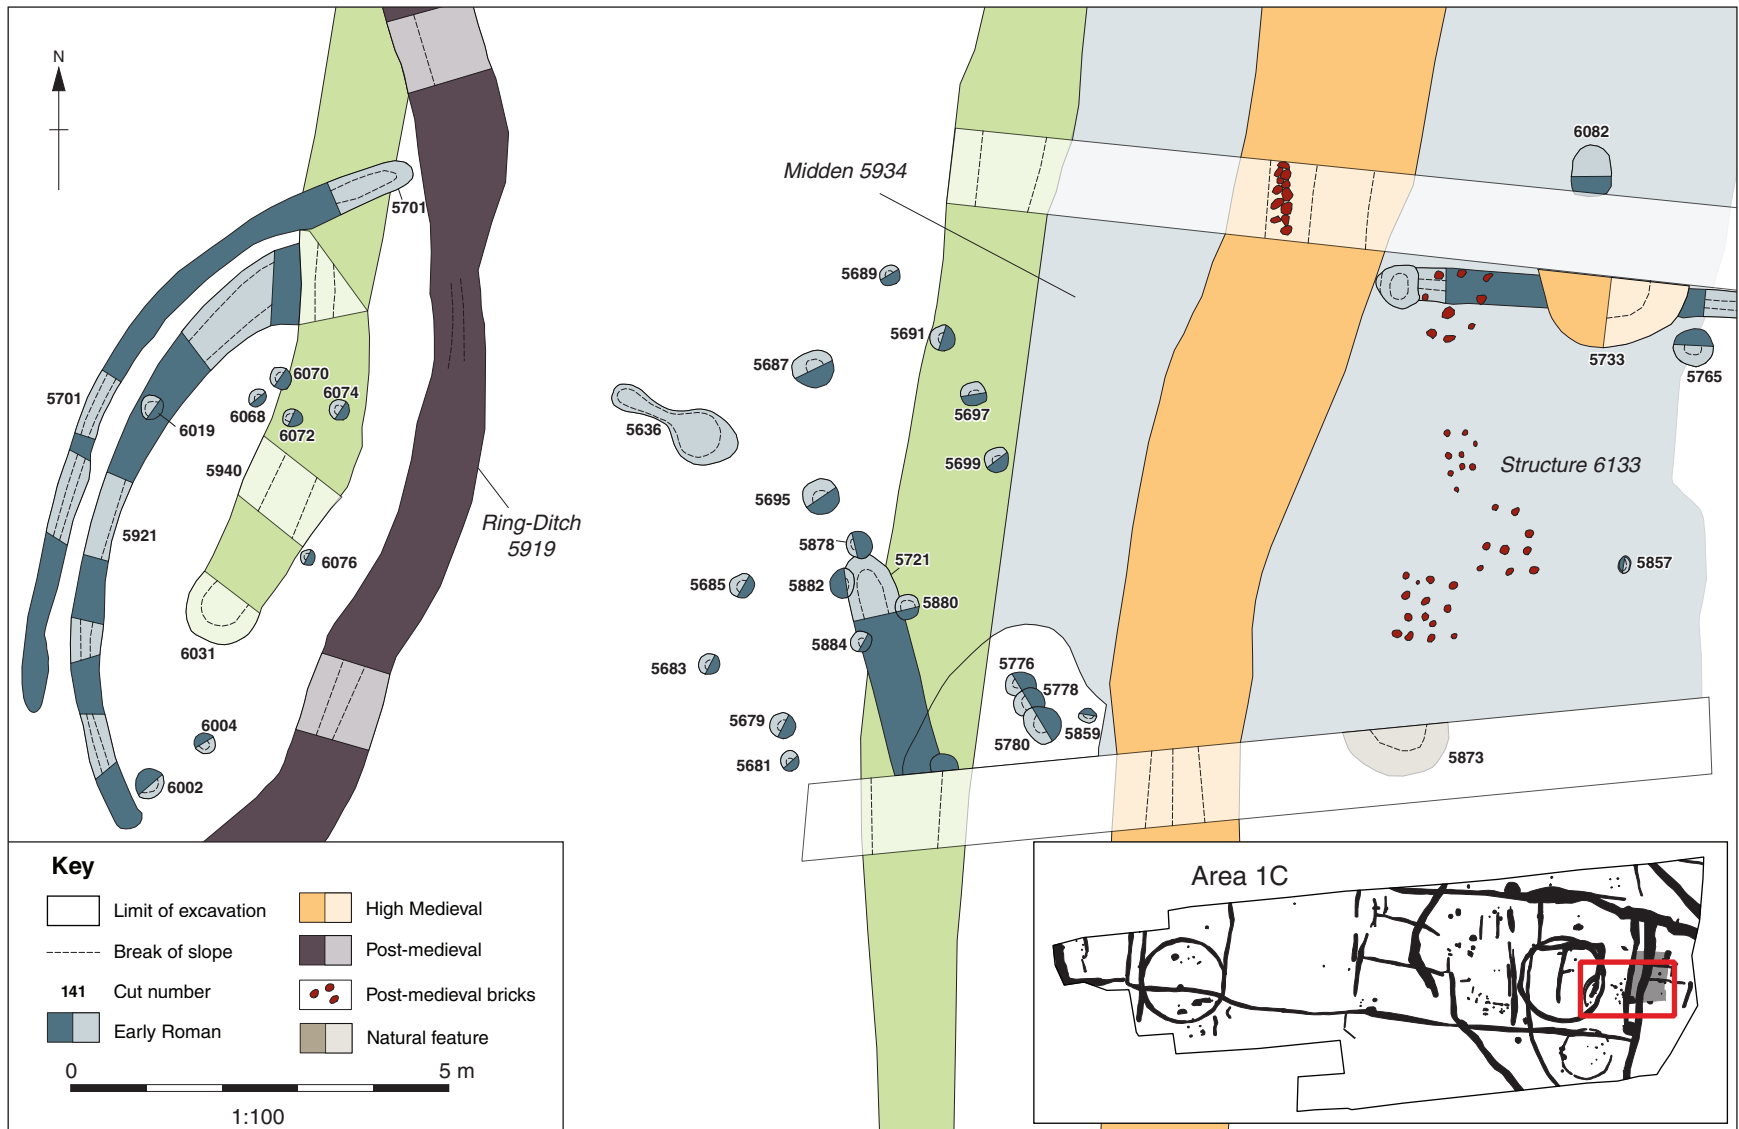 N
6082
Midden 5934
5701
5689
5691
5687
5733
5765
6070
6074
5701
6068
6019
6072
5697
5636
5940
5699
Structure 6133
5695
Ring-Ditch
5919
5921
5878
5721
6076
5882
5857
5685
5880
5884
6031
5683
5776
5778
6004
5679
5780
5859
5681
5873
6002
Key
Limit of excavation
Break of slope
141 Cut number
Early Roman
High Medieval
Post-medieval
Post-medieval bricks
Natural feature
0 5 m
1:100
Area 1C